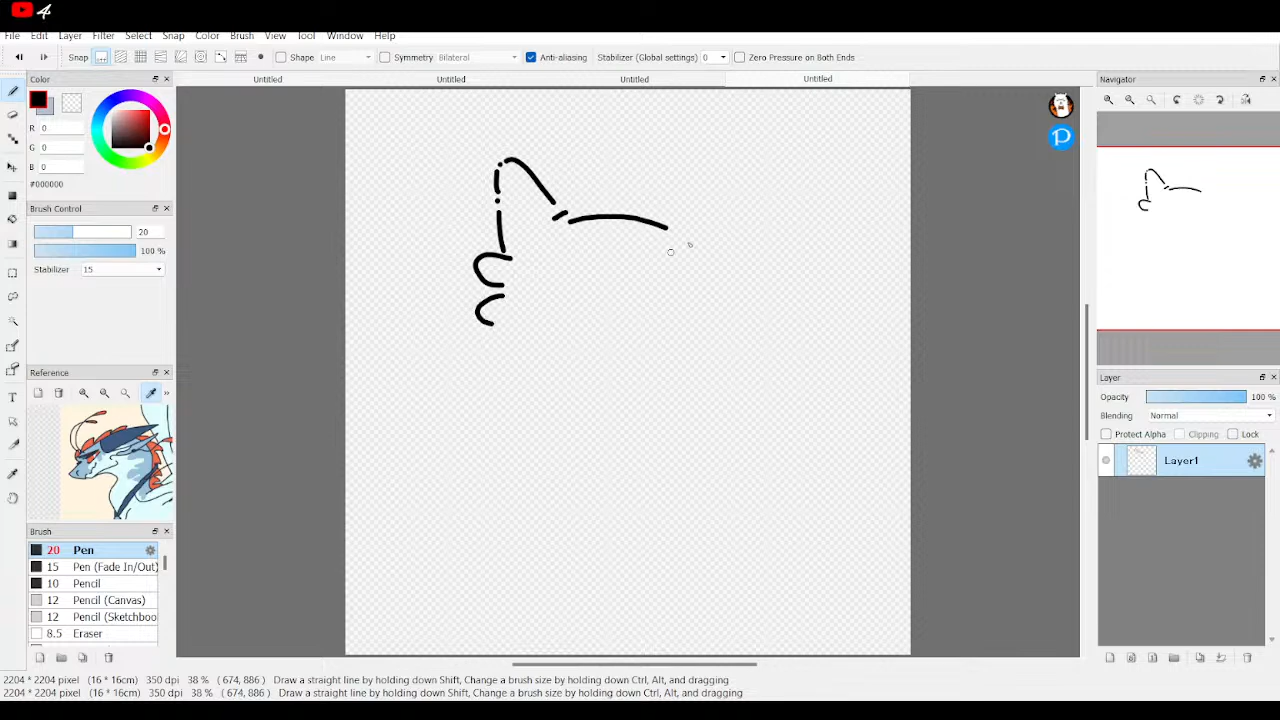 4
File Edit Layer Filter Select Snap Color Brush View Tool Window Help
Snap Shape Line Symmetry Bilateral Anti-aliasing Stabilizer (Global settings) 0 Zero Pressure on Both Ends
Color Untitled Untitled Untitled Untitled Navigator
R 0
G 0
B 0
#000000
Brush Control
20
100 %
Stabilizer 15
Reference
Layer
Opacity 100 %
Blending Normal
Protect Alpha Clipping Lock
Layer1
Brush
20 Pen
15 Pen (Fade In/Out)
10 Pencil
12 Pencil (Canvas)
12 Pencil (Sketchboo
8.5 Eraser
2204 * 2204 pixel (16 * 16cm) 350 dpi 38 % ( 674, 886 ) Draw a straight line by holding down Shift, Change a brush size by holding down Ctrl, Alt, and dragging
2204 * 2204 pixel (16 * 16cm) 350 dpi 38 % ( 674, 886 ) Draw a straight line by holding down Shift, Change a brush size by holding down Ctrl, Alt, and dragging